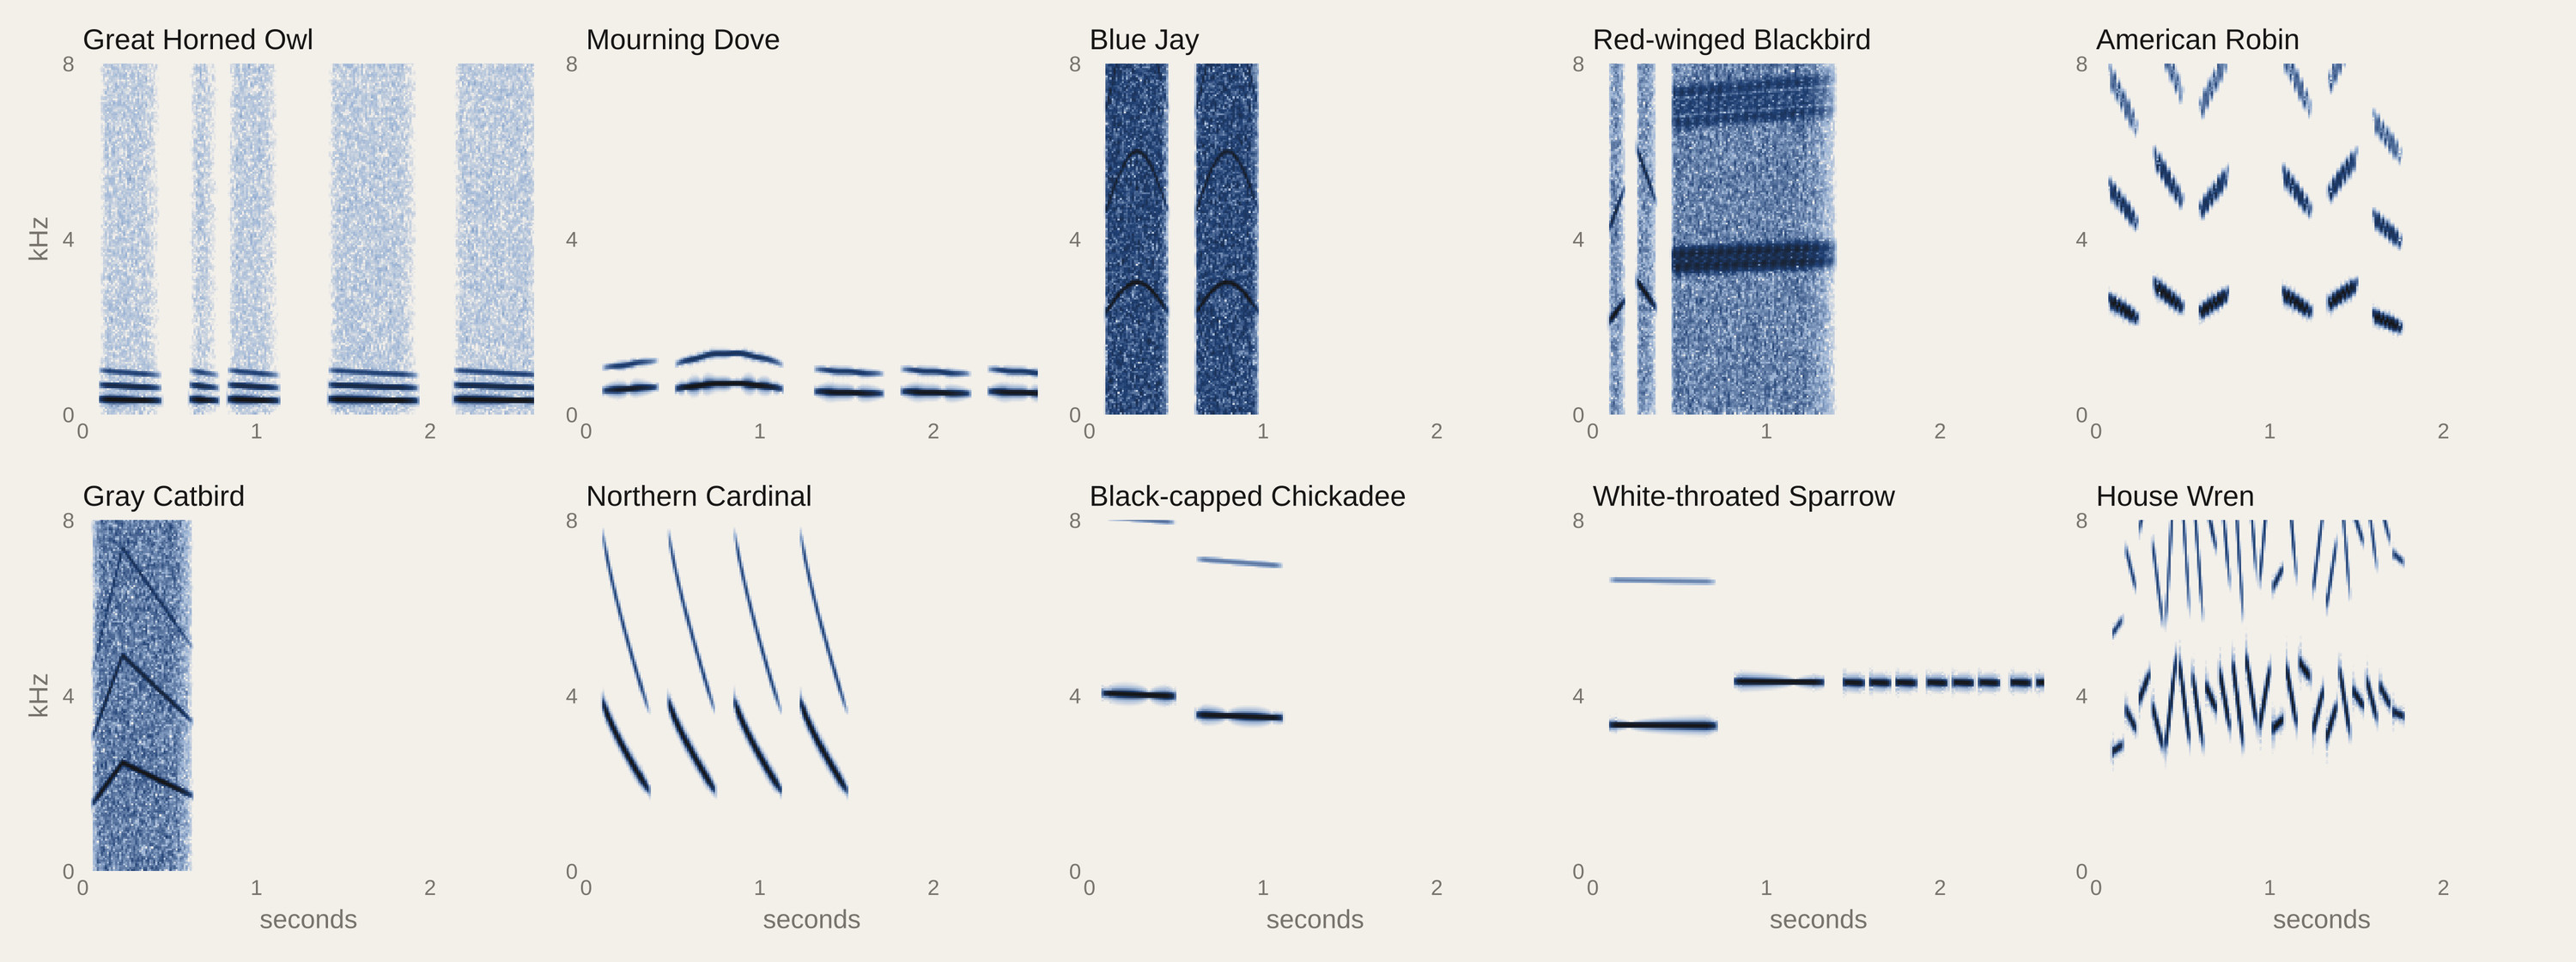 Great Horned Owl
Mourning Dove
Blue Jay
Red-winged Blackbird
American Robin
kHz
8
4
0
0 1 2
8
4
0
0 1 2
8
4
0
0 1 2
8
4
0
0 1 2
8
4
0
0 1 2
Gray Catbird
Northern Cardinal
Black-capped Chickadee
White-throated Sparrow
House Wren
kHz
8
4
0
0 1 2
seconds
8
4
0
0 1 2
seconds
8
4
0
0 1 2
seconds
8
4
0
0 1 2
seconds
8
4
0
0 1 2
seconds